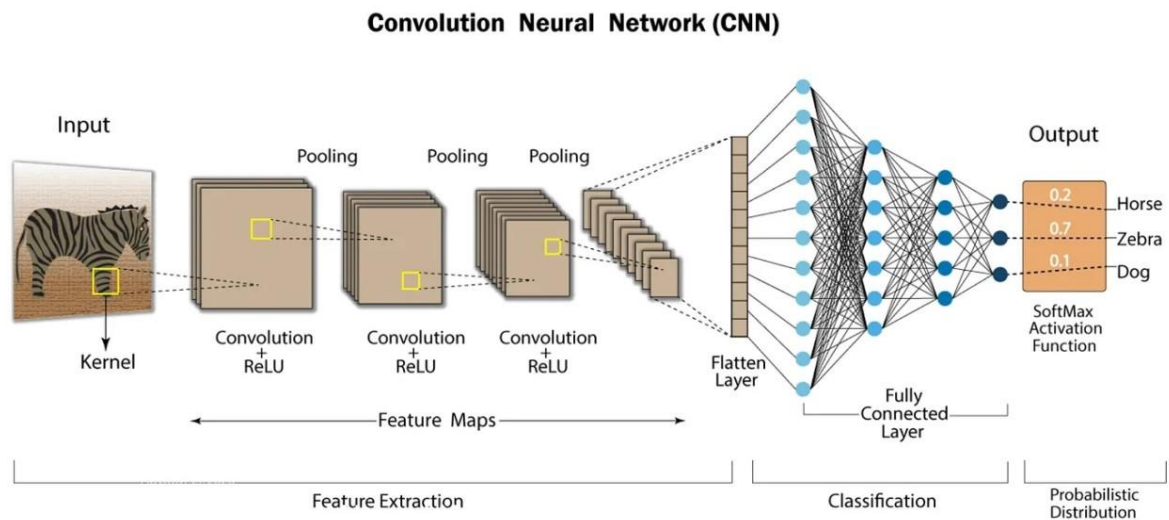 Convolution Neural Network (CNN)
Input
Pooling
Pooling
Pooling
Output
0.2
Horse
0.7
Zebra
0.1
Dog
SoftMax
Activation
Function
Kernel
Convolution
+
ReLU
Convolution
+
ReLU
Convolution
+
ReLU
Flatten
Layer
Fully
Connected
Layer
Feature Maps
Feature Extraction
Classification
Probabilistic
Distribution